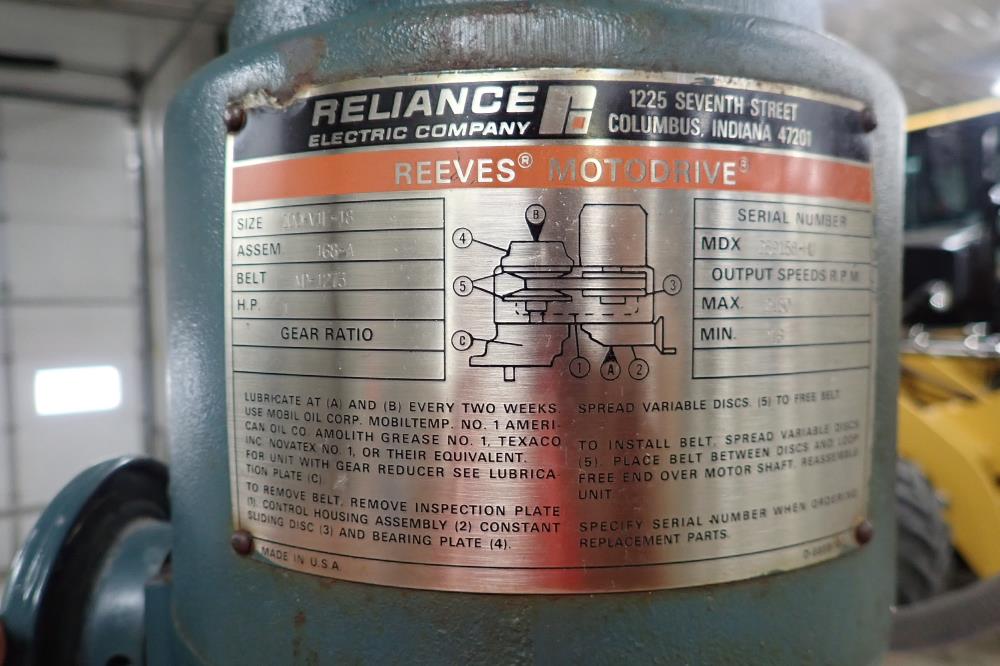 RELIANCE
ELECTRIC COMPANY
1225 SEVENTH STREET
COLUMBUS, INDIANA 47201
REEVES® MOTODRIVE®
SIZE
ASSEM 168-A
BELT
H.P.
GEAR RATIO
B
4
5
3
C
1
A
2
SERIAL NUMBER
MDX
OUTPUT SPEEDS R.P.M.
MAX.
MIN.
LUBRICATE AT (A) AND (B) EVERY TWO WEEKS.
USE MOBIL OIL CORP. MOBILTEMP. NO. 1 AMERI-
CAN OIL CO. AMOLITH GREASE NO. 1, TEXACO
INC. NOVATEX NO. 1, OR THEIR EQUIVALENT.
FOR UNIT WITH GEAR REDUCER SEE LUBRICA-
TION PLATE (C)
TO REMOVE BELT, REMOVE INSPECTION PLATE
(1), CONTROL HOUSING ASSEMBLY (2) CONSTANT
SLIDING DISC (3) AND BEARING PLATE (4).
SPREAD VARIABLE DISCS. (5) TO FREE BELT
TO INSTALL BELT, SPREAD VARIABLE DISCS
(5). PLACE BELT BETWEEN DISCS AND LOOP
FREE END OVER MOTOR SHAFT. REASSEMBLE
UNIT.
SPECIFY SERIAL NUMBER WHEN ORDERING
REPLACEMENT PARTS.
MADE IN U.S.A.